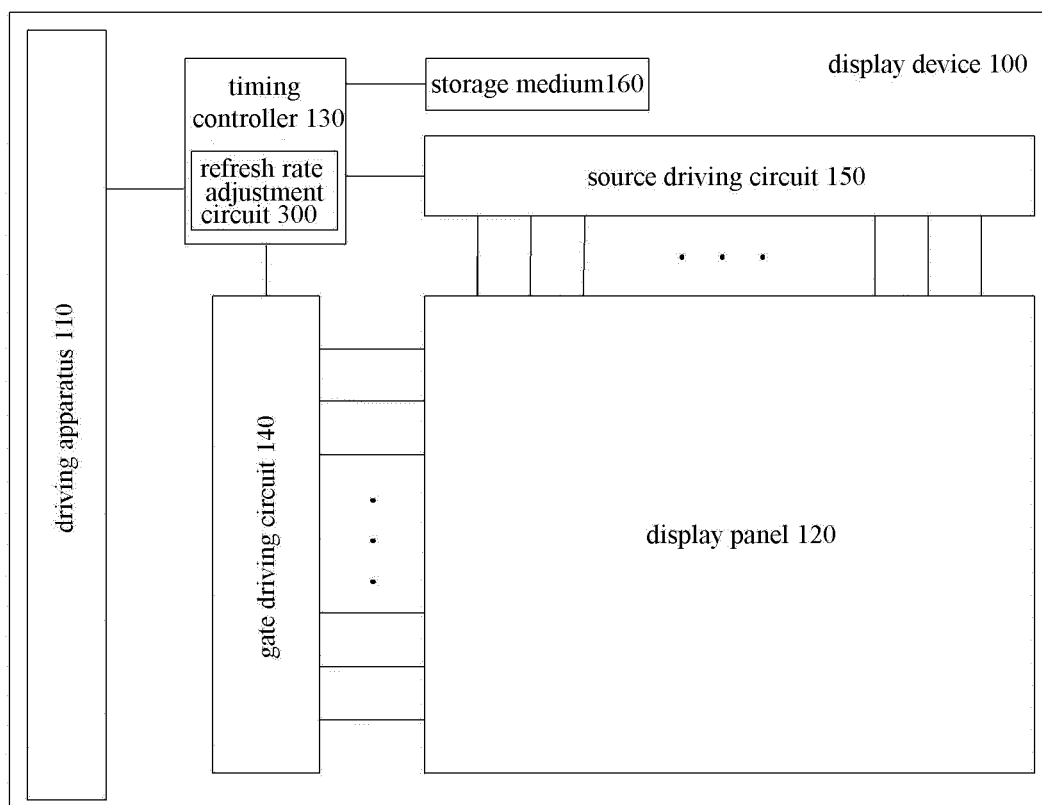 display device 100
timing
controller 130
storage medium160
refresh rate
adjustment
circuit 300
source driving circuit 150
driving apparatus 110
gate driving circuit 140
display panel 120